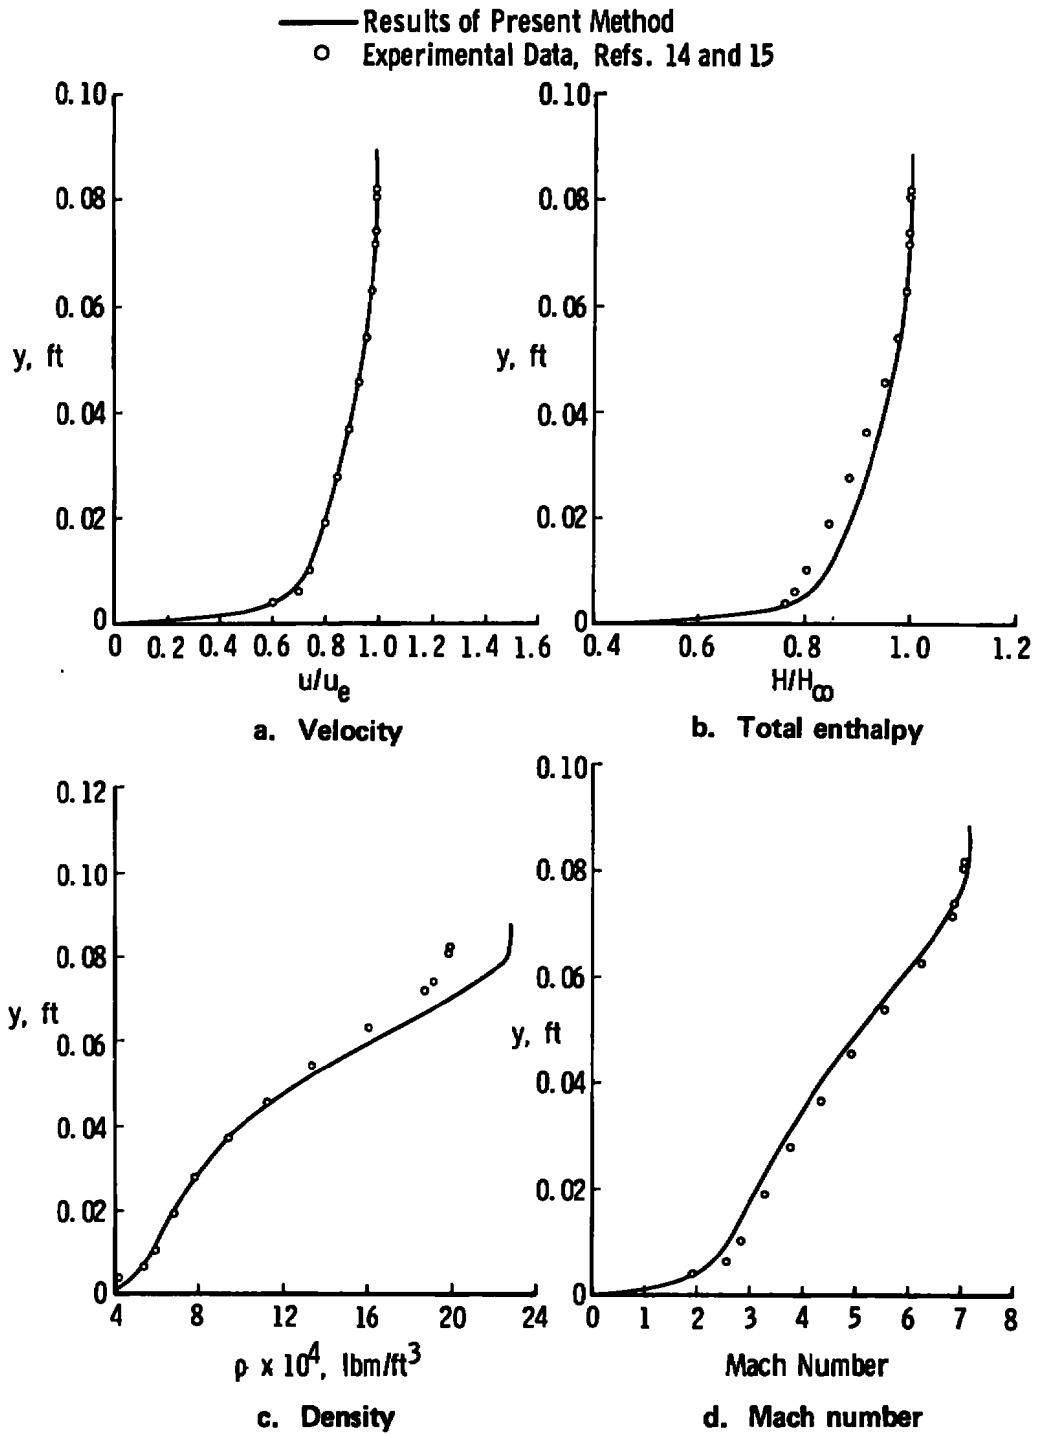 Results of Present Method
Experimental Data, Refs. 14 and 15
0.10
0.08
0.06
y, ft
0.04
0.02
0
0 0.2 0.4 0.6 0.8 1.0 1.2 1.4 1.6
u/u_e
a. Velocity
0.10
0.08
0.06
y, ft
0.04
0.02
0
0.4 0.6 0.8 1.0 1.2
H/H_∞
b. Total enthalpy
0.12
0.10
0.08
y, ft
0.06
0.04
0.02
0
4 8 12 16 20 24
ρ x 10^4, lbm/ft^3
c. Density
0.10
0.08
0.06
y, ft
0.04
0.02
0
0 1 2 3 4 5 6 7 8
Mach Number
d. Mach number